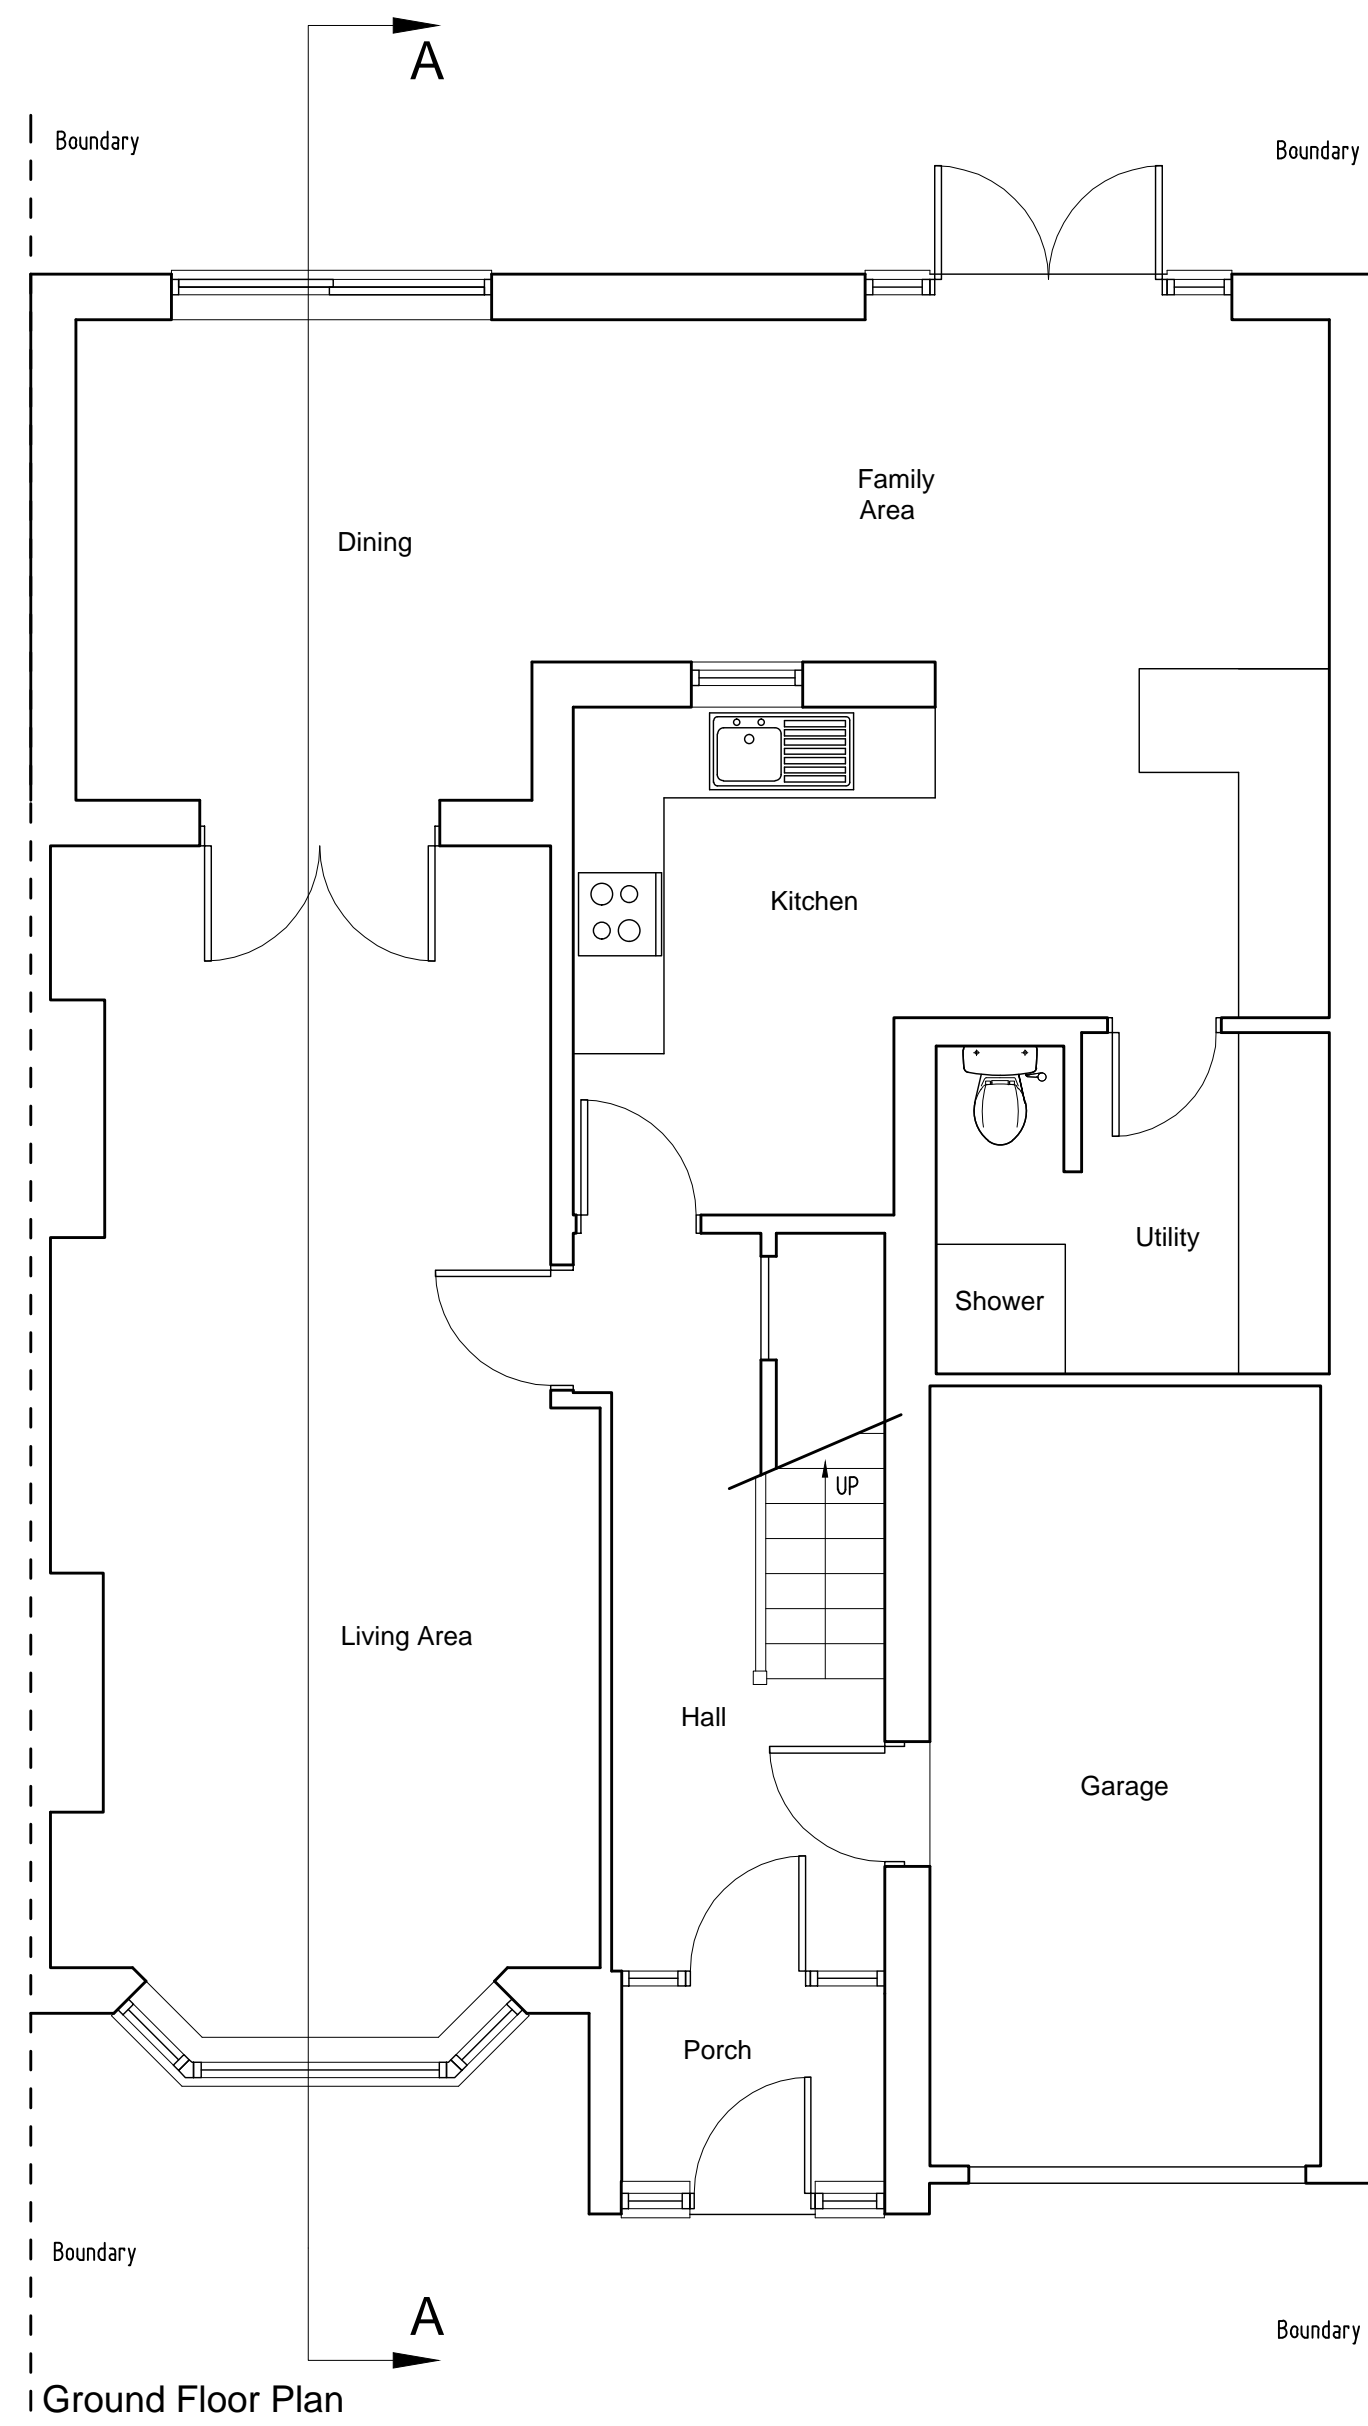 A
Boundary
Boundary
Family
Area
Dining
Kitchen
Utility
Shower
UP
Living Area
Hall
Garage
Porch
Boundary
A
Boundary
Ground Floor Plan